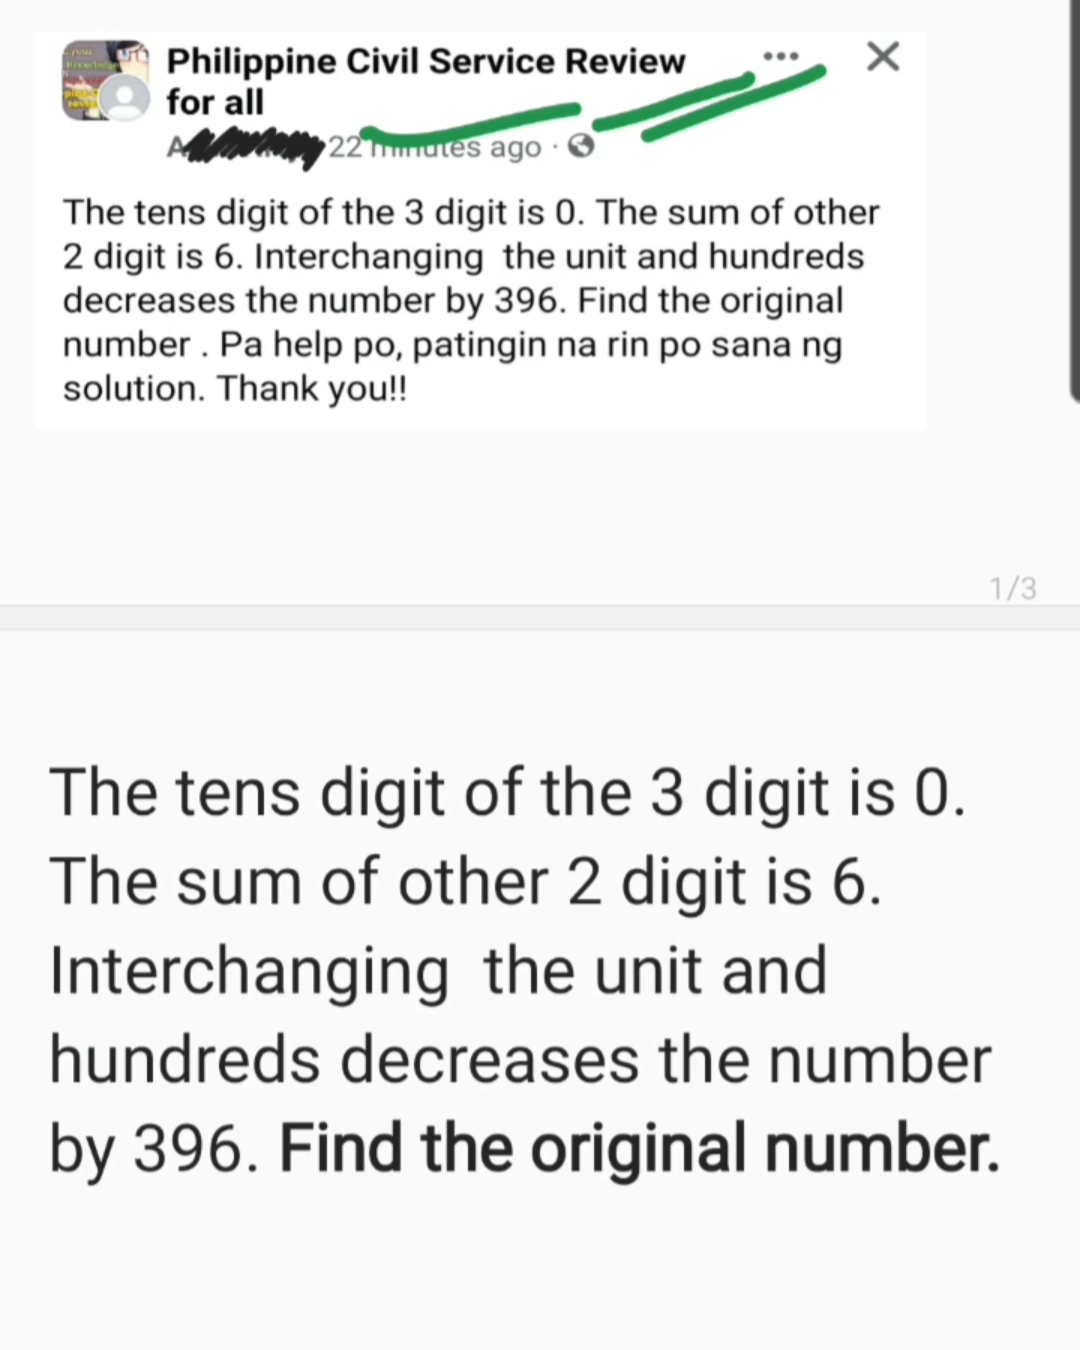 Philippine Civil Service Review
for all
22 minutes ago ·
The tens digit of the 3 digit is 0. The sum of other
2 digit is 6. Interchanging  the unit and hundreds
decreases the number by 396. Find the original
number . Pa help po, patingin na rin po sana ng
solution. Thank you!!
1/3
The tens digit of the 3 digit is 0.
The sum of other 2 digit is 6.
Interchanging  the unit and
hundreds decreases the number
by 396. Find the original number.